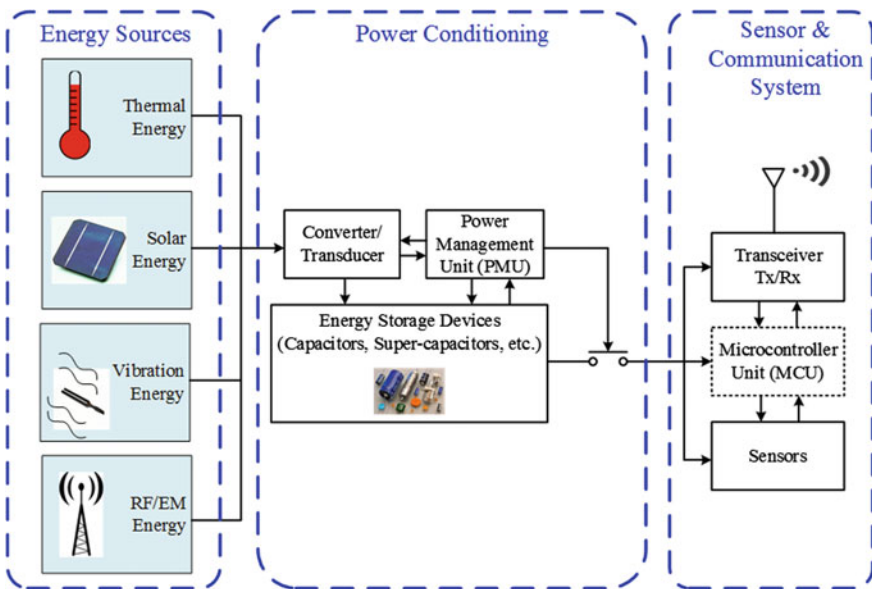 Energy Sources
Thermal
Energy
Solar
Energy
Vibration
Energy
RF/EM
Energy
Power Conditioning
Converter/
Transducer
Power
Management
Unit (PMU)
Energy Storage Devices
(Capacitors, Super-capacitors, etc.)
Sensor &
Communication
System
Transceiver
Tx/Rx
Microcontroller
Unit (MCU)
Sensors